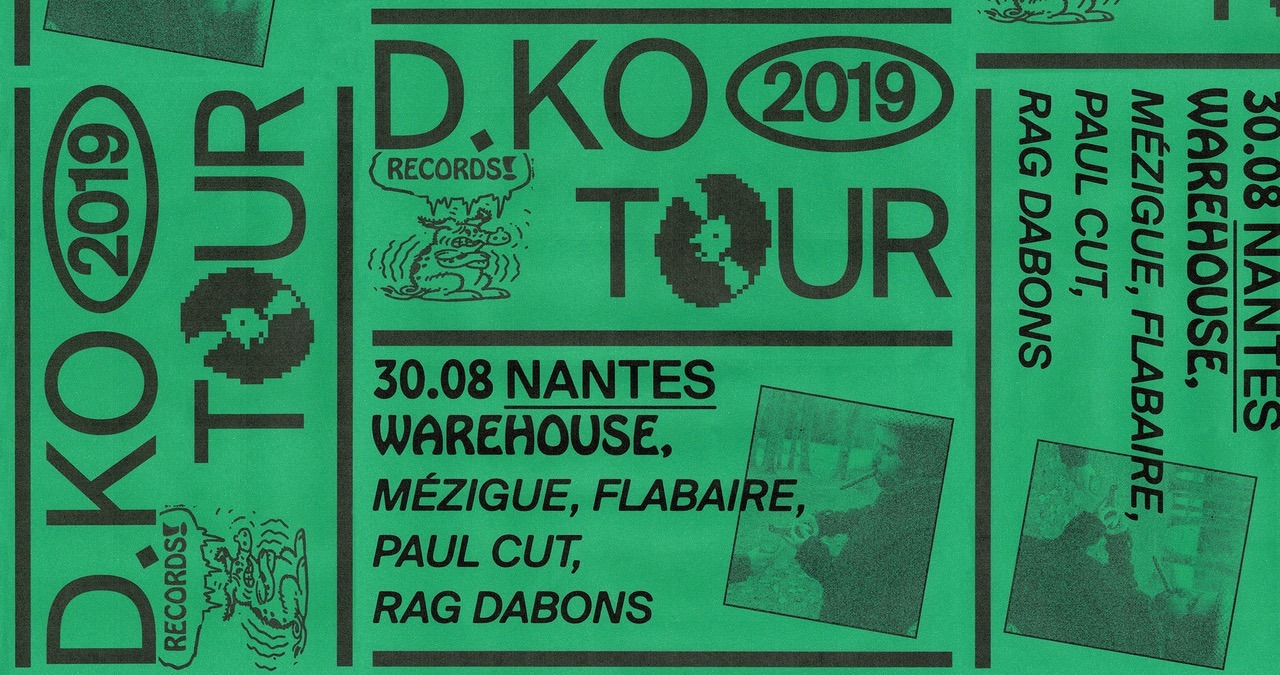 D.KO 2019
RECORDS!
TOUR
30.08 NANTES
WAREHOUSE,
MÉZIGUE, FLABAIRE,
PAUL CUT,
RAG DABONS
D.KO 2019
RECORDS!
TOUR
30.08 NANTES
WAREHOUSE,
MÉZIGUE, FLABAIRE,
PAUL CUT,
RAG DABONS